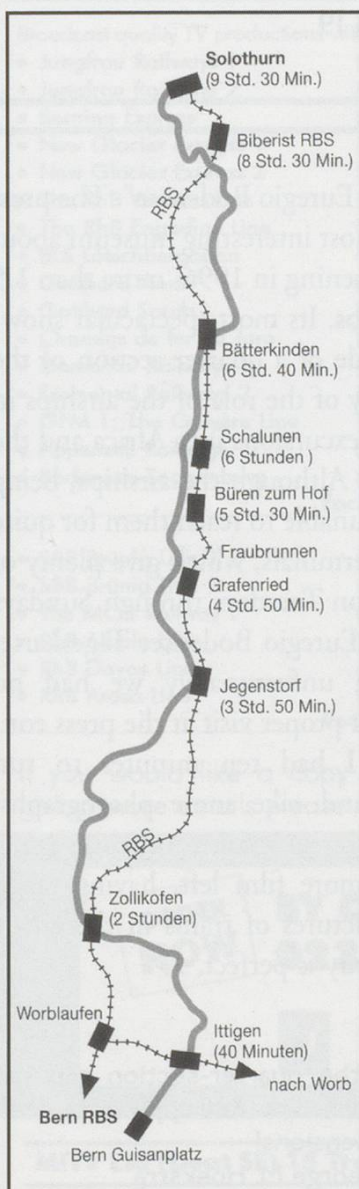 Solothurn
(9 Std. 30 Min.)
Biberist RBS
(8 Std. 30 Min.)
RBS
Bätterkinden
(6 Std. 40 Min.)
Schalunen
(6 Stunden)
Büren zum Hof
(5 Std. 30 Min.)
Fraubrunnen
Grafenried
(4 Std. 50 Min.)
Jegenstorf
(3 Std. 50 Min.)
RBS
Zollikofen
(2 Stunden)
Worblaufen
Ittigen
(40 Minuten)
nach Worb
Bern RBS
Bern Guisanplatz